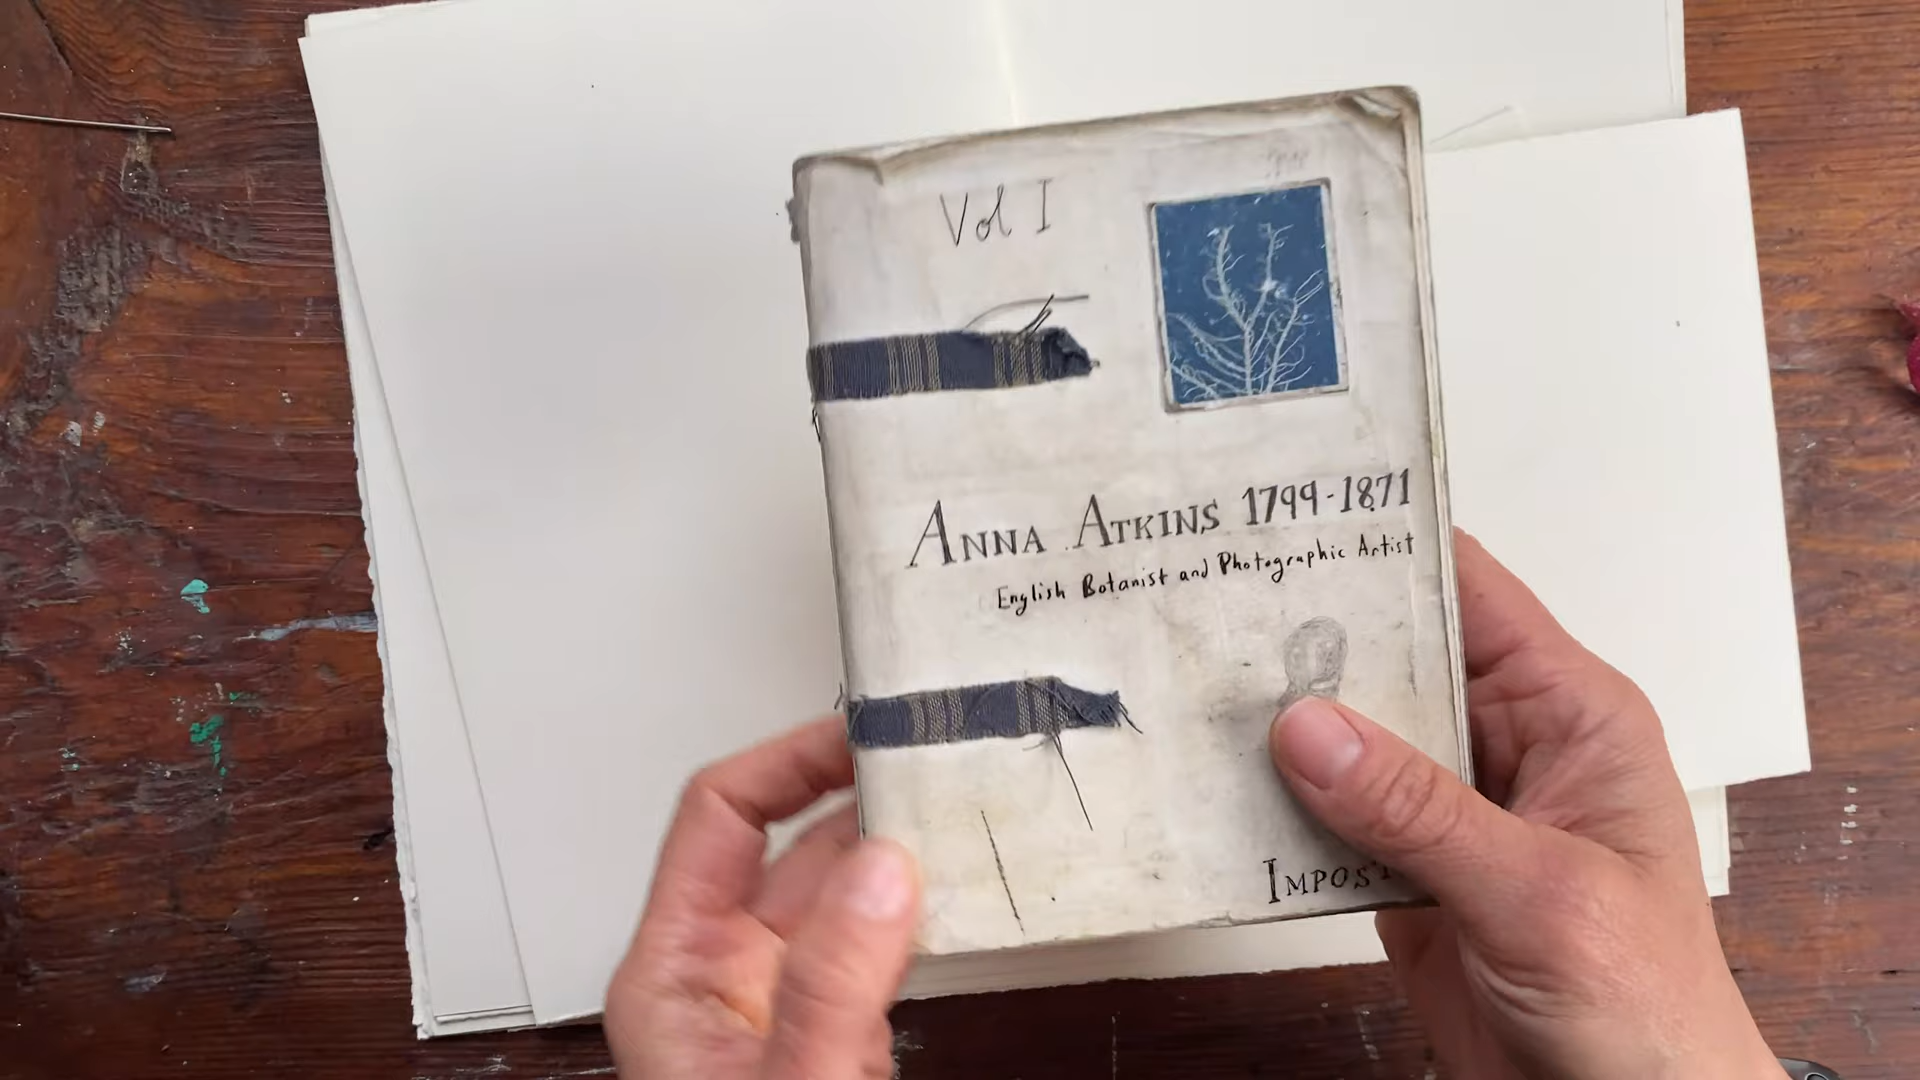 Vol I
ANNA ATKINS 1799-1871
English Botanist and Photographic Artist